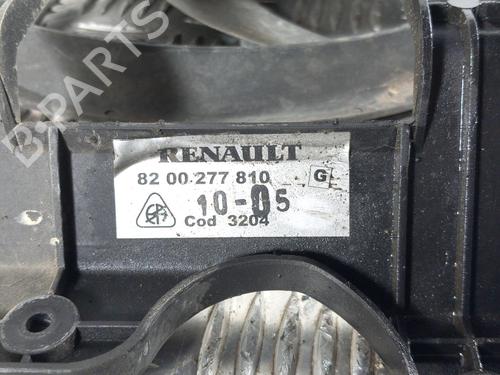 B-PARTS
RENAULT
82 00 277 810 G
10-05
Cod 3204